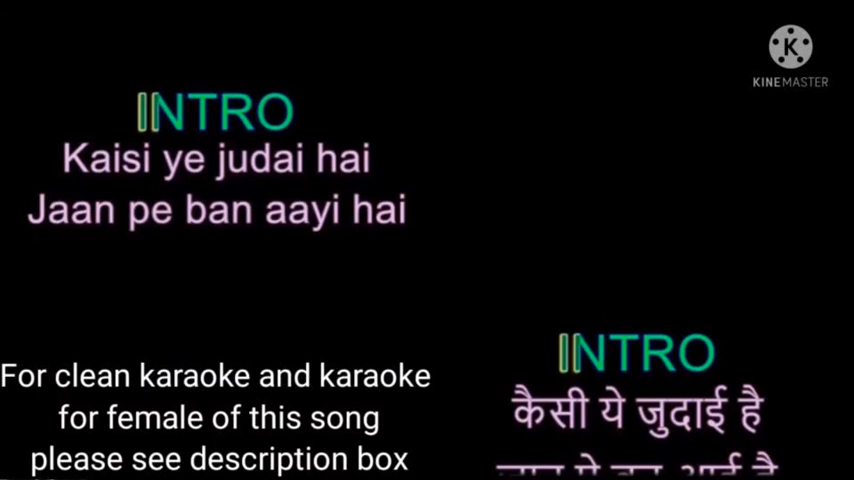 KINEMASTER
INTRO
Kaisi ye judai hai
Jaan pe ban aayi hai
For clean karaoke and karaoke
for female of this song
please see description box
INTRO
कैसी ये जुदाई है